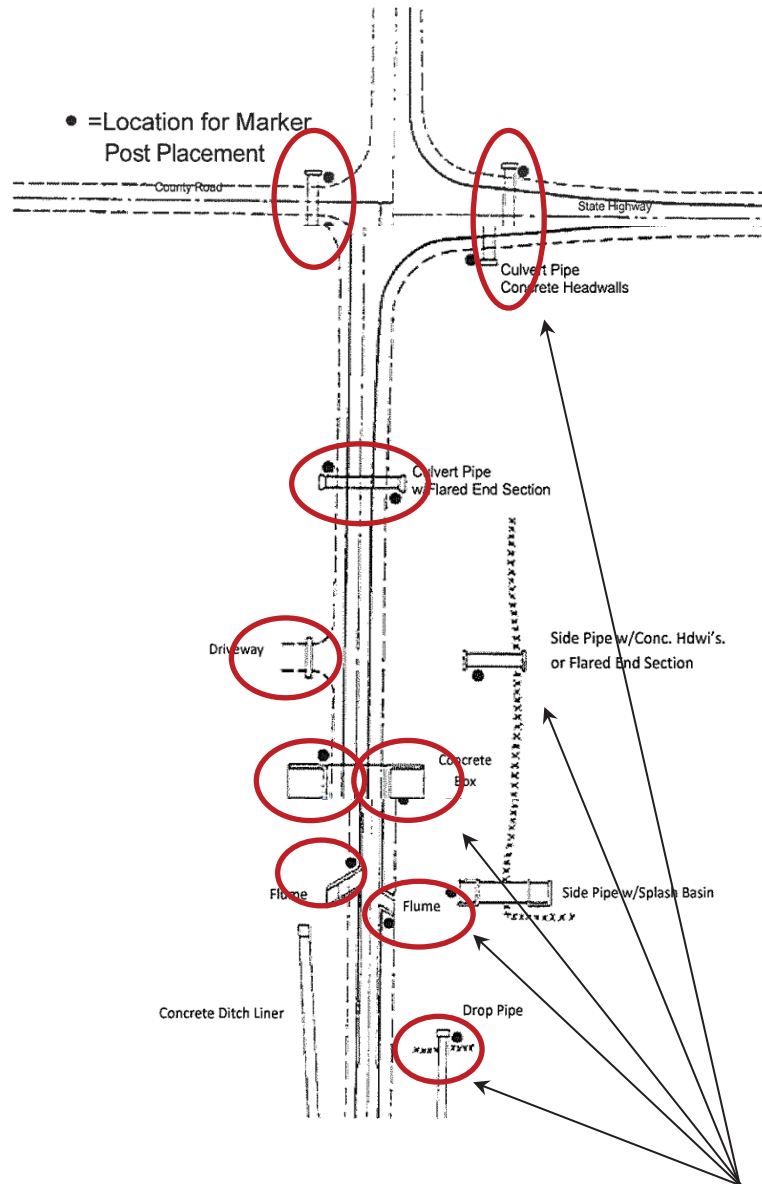 =Location for Marker
Post Placement
County Road
State Highway
Culvert Pipe
Concrete Headwalls
Culvert Pipe
w/Flared End Section
Driveway
Side Pipe w/Conc. Hdwi's.
or Flared End Section
Concrete
Box
Flume
Flume
Side Pipe w/Splash Basin
Concrete Ditch Liner
Drop Pipe